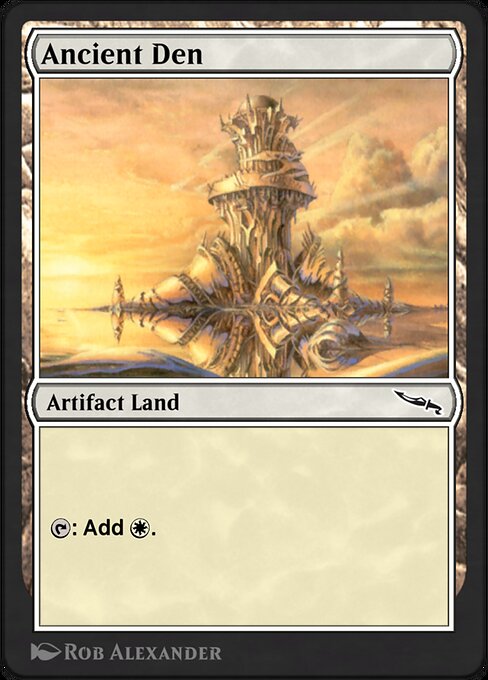 Ancient Den
Artifact Land
: Add .
ROB ALEXANDER